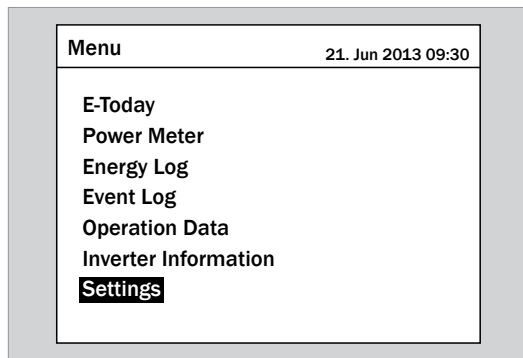 Menu 21. Jun 2013 09:30
E-Today
Power Meter
Energy Log
Event Log
Operation Data
Inverter Information
Settings